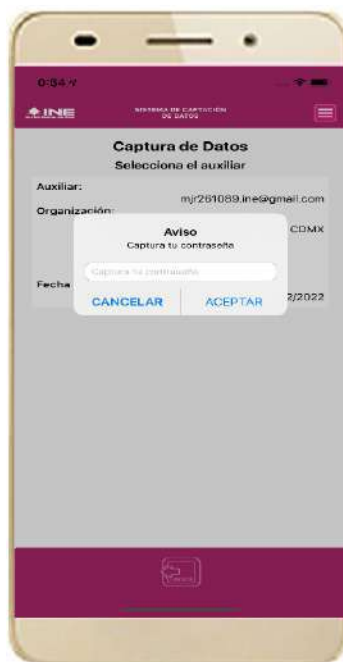 0:54
INE
SISTEMA DE CAPTACIÓN
DE DATOS
Captura de Datos
Selecciona el auxiliar
Auxiliar:
mjr261089.ine@gmail.com
Organización:
CDMX
Aviso
Captura tu contraseña
Captura tu contraseña
Fecha
2/2022
CANCELAR
ACEPTAR